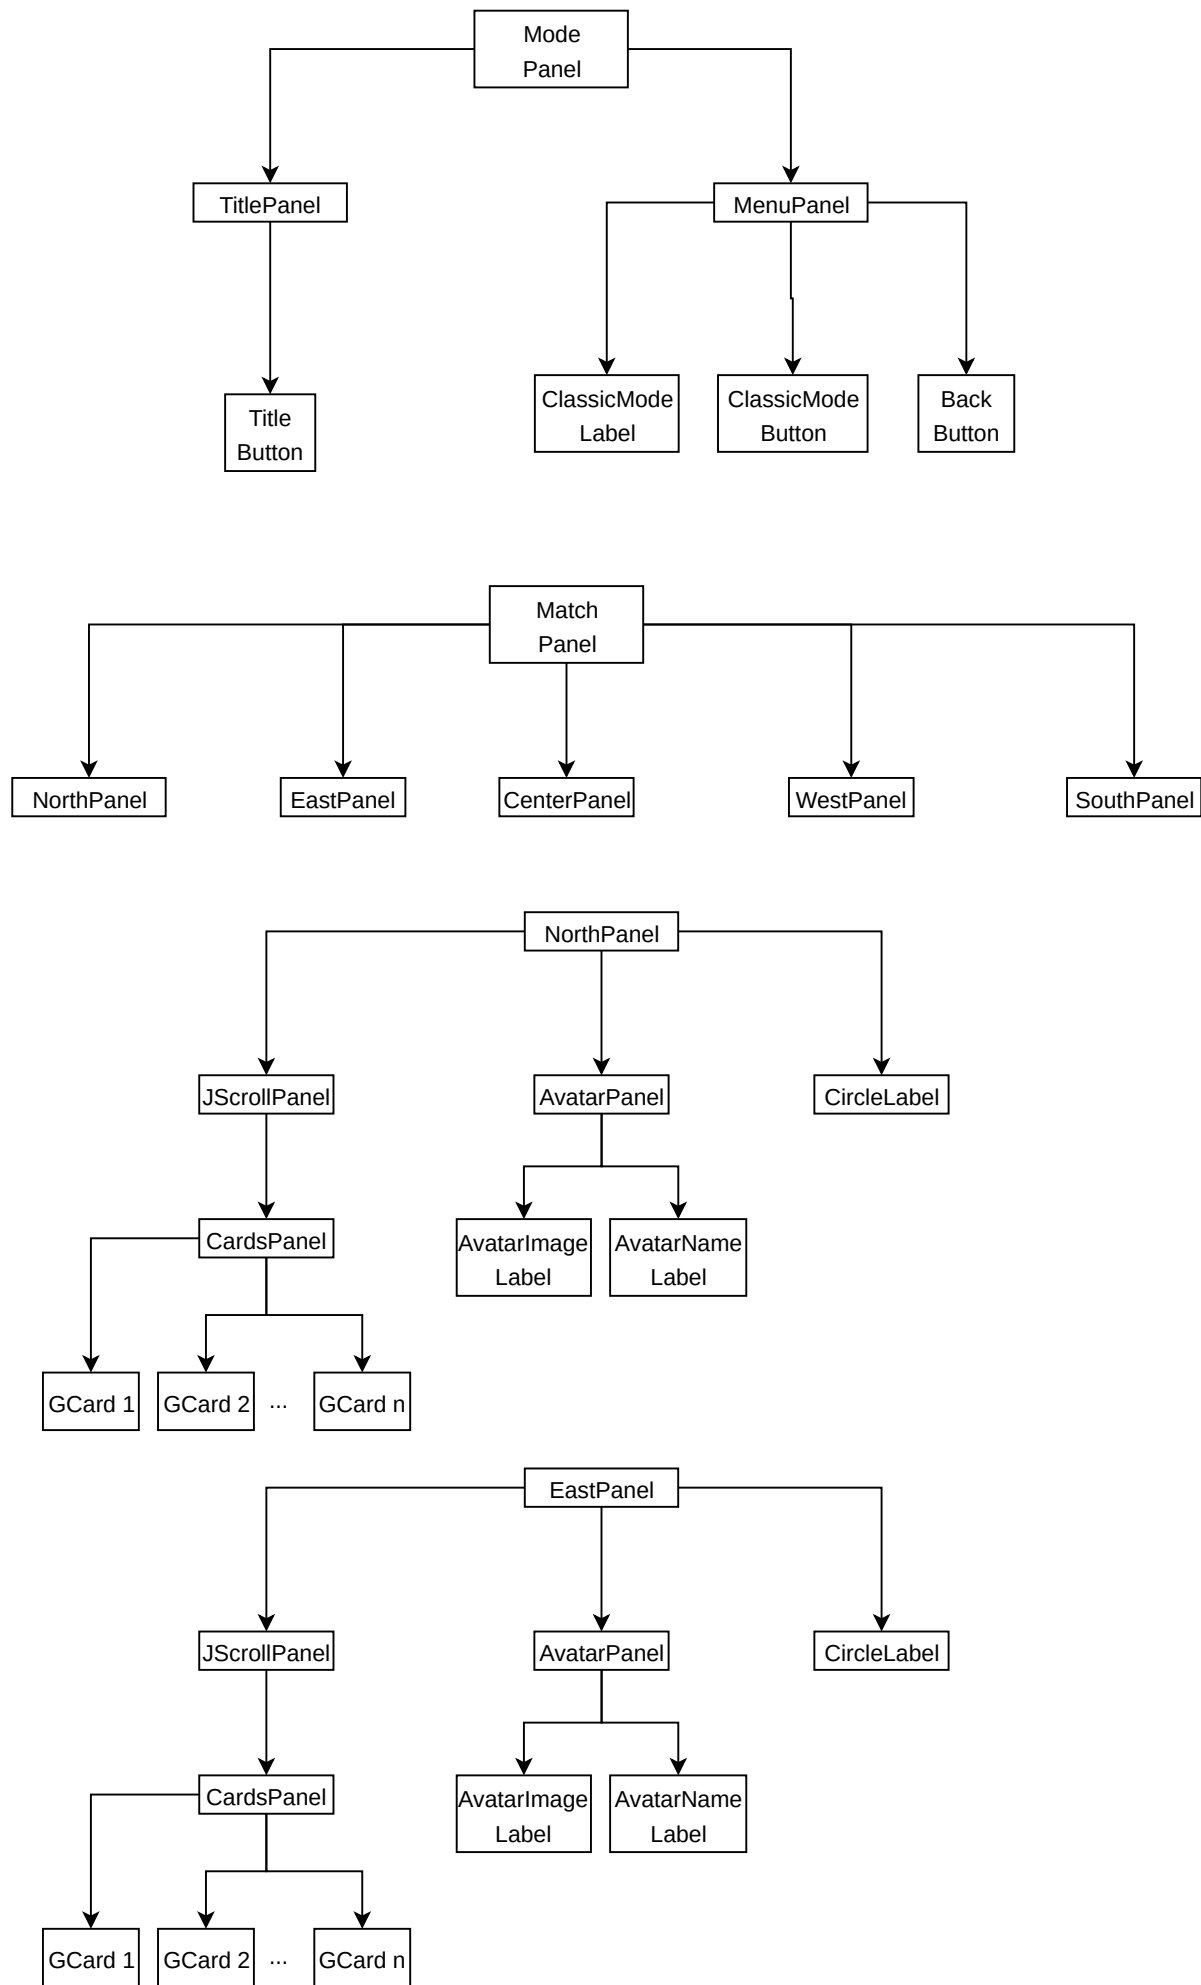 Mode
Panel
TitlePanel
MenuPanel
Title
Button
ClassicMode
Label
ClassicMode
Button
Back
Button
Match
Panel
NorthPanel
EastPanel
CenterPanel
WestPanel
SouthPanel
NorthPanel
JScrollPanel
AvatarPanel
CircleLabel
CardsPanel
AvatarImage
Label
AvatarName
Label
GCard 1
GCard 2
...
GCard n
EastPanel
JScrollPanel
AvatarPanel
CircleLabel
CardsPanel
AvatarImage
Label
AvatarName
Label
GCard 1
GCard 2
...
GCard n